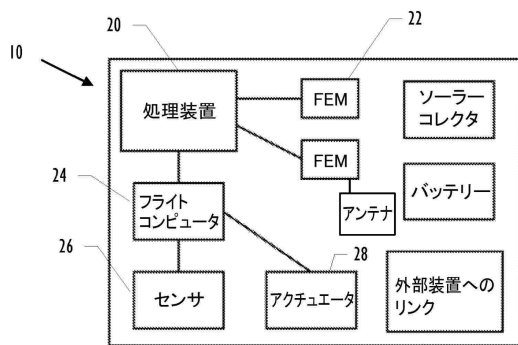 10
20
22
処理装置
FEM
ソーラー
コレクタ
FEM
24
フライト
コンピュータ
アンテナ
バッテリー
26
センサ
28
アクチュエータ
外部装置への
リンク